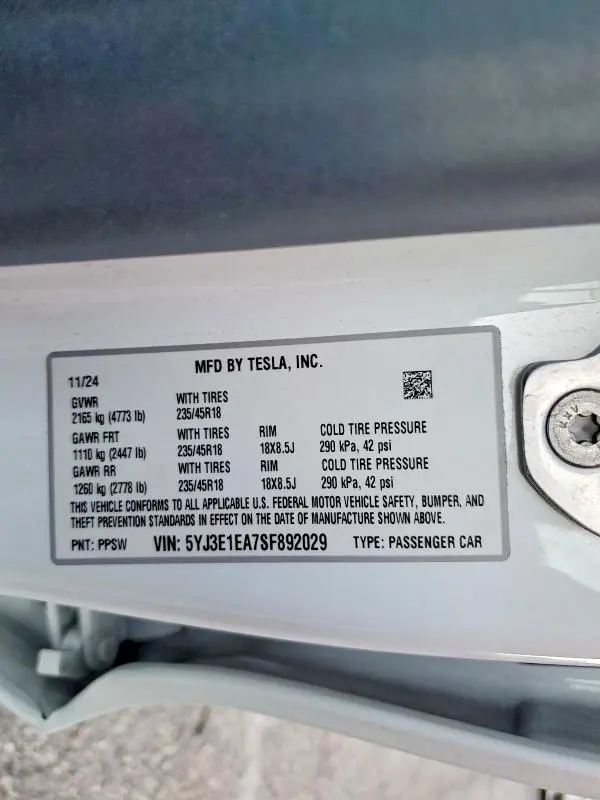 MFD BY TESLA, INC.
11/24
GVWR WITH TIRES
2165 kg (4773 lb) 235/45R18
GAWR FRT WITH TIRES RIM COLD TIRE PRESSURE
1110 kg (2447 lb) 235/45R18 18X8.5J 290 kPa, 42 psi
GAWR RR WITH TIRES RIM COLD TIRE PRESSURE
1260 kg (2778 lb) 235/45R18 18X8.5J 290 kPa, 42 psi
THIS VEHICLE CONFORMS TO ALL APPLICABLE U.S. FEDERAL MOTOR VEHICLE SAFETY, BUMPER, AND
THEFT PREVENTION STANDARDS IN EFFECT ON THE DATE OF MANUFACTURE SHOWN ABOVE.
PNT: PPSW VIN: 5YJ3E1EA7SF892029 TYPE: PASSENGER CAR